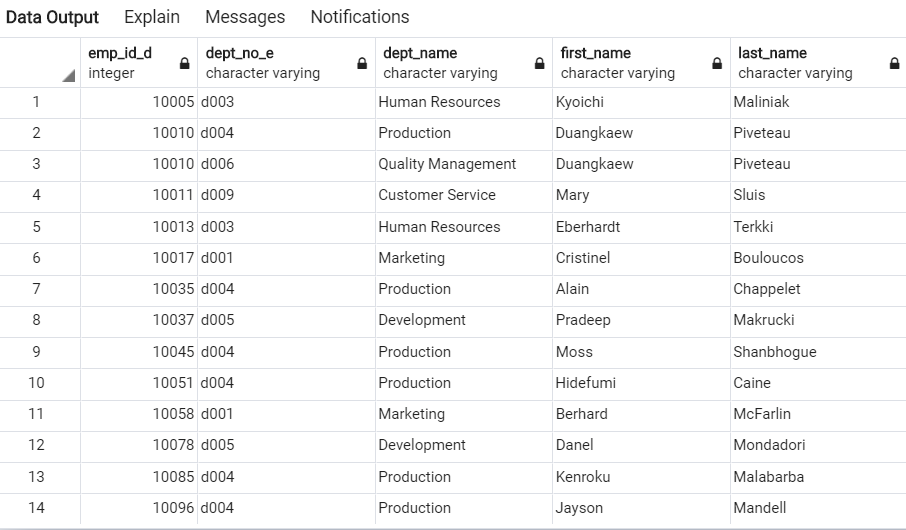 Data Output Explain Messages Notifications
emp_id_d dept_no_e dept_name first_name last_name
integer character varying character varying character varying character varying
1 10005 d003 Human Resources Kyoichi Maliniak
2 10010 d004 Production Duangkaew Piveteau
3 10010 d006 Quality Management Duangkaew Piveteau
4 10011 d009 Customer Service Mary Sluis
5 10013 d003 Human Resources Eberhardt Terkki
6 10017 d001 Marketing Cristinel Bouloucos
7 10035 d004 Production Alain Chappelet
8 10037 d005 Development Pradeep Makrucki
9 10045 d004 Production Moss Shanbhogue
10 10051 d004 Production Hidefumi Caine
11 10058 d001 Marketing Berhard McFarlin
12 10078 d005 Development Danel Mondadori
13 10085 d004 Production Kenroku Malabarba
14 10096 d004 Production Jayson Mandell